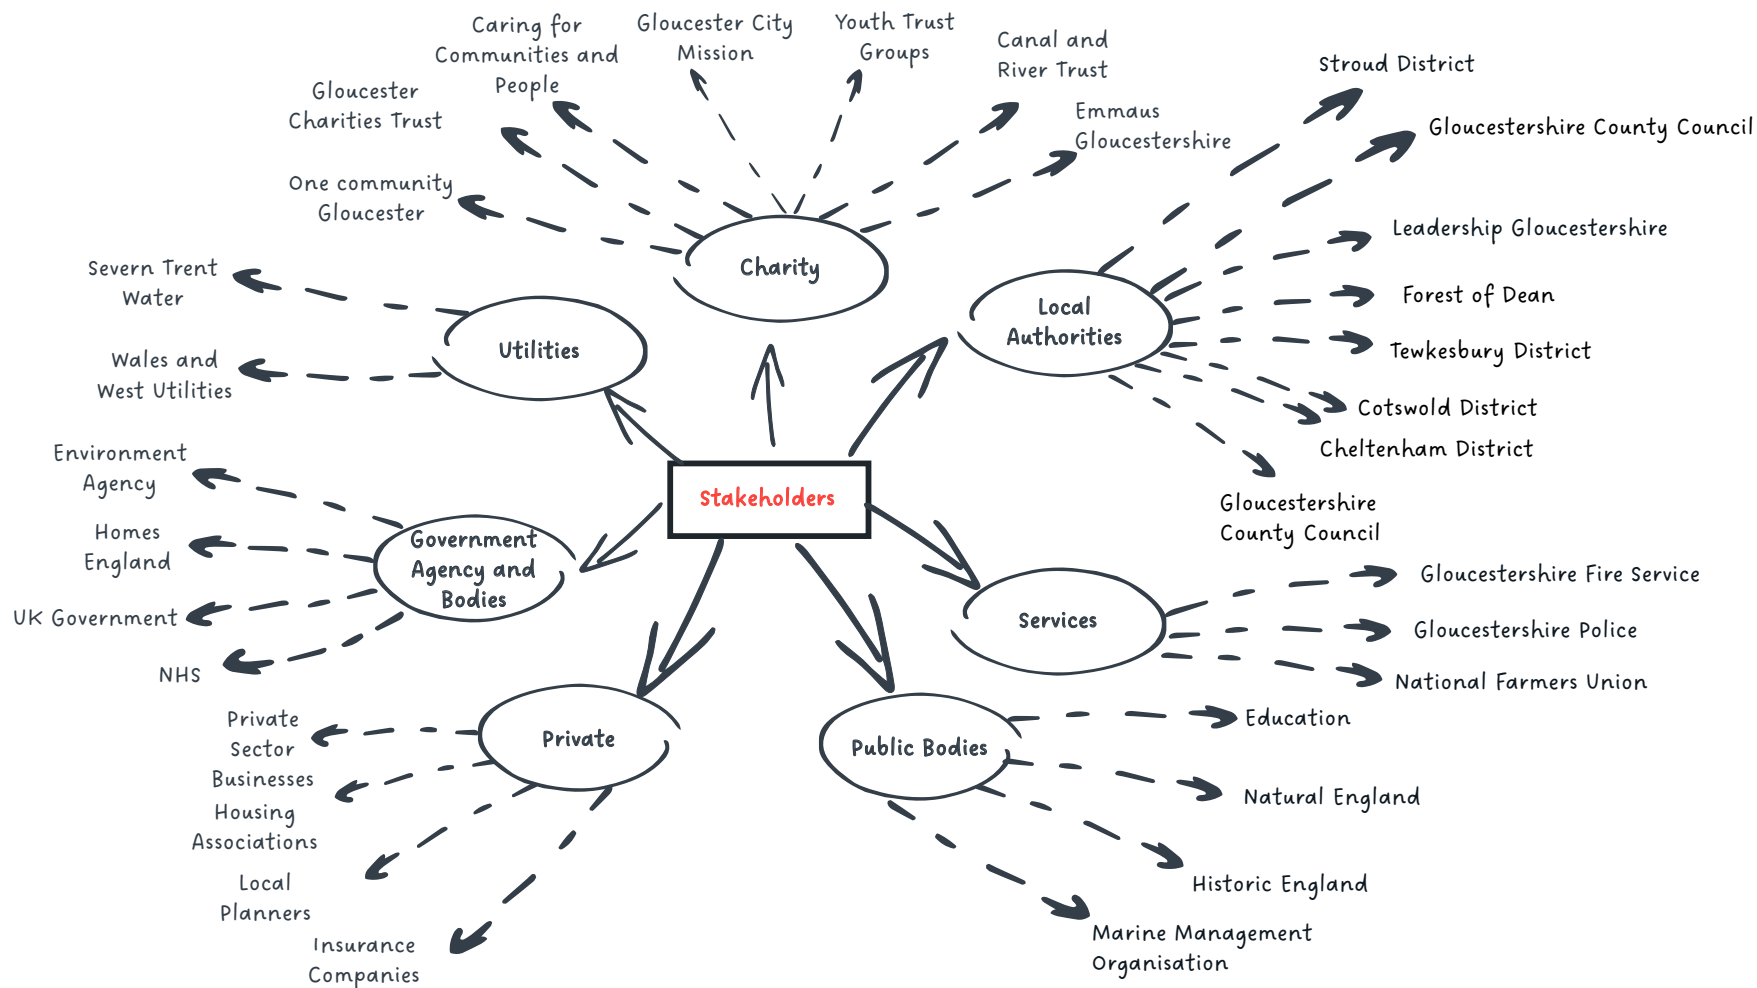 Caring for
Communities and
People
Gloucester City
Mission
Youth Trust
Groups
Canal and
River Trust
Gloucester
Charities Trust
Emmaus
Gloucestershire
One community
Gloucester
Charity
Stroud District
Gloucestershire County Council
Leadership Gloucestershire
Forest of Dean
Tewkesbury District
Cotswold District
Cheltenham District
Gloucestershire
County Council
Local
Authorities
Severn Trent
Water
Wales and
West Utilities
Utilities
Stakeholders
Environment
Agency
Homes
England
UK Government
NHS
Government
Agency and
Bodies
Services
Gloucestershire Fire Service
Gloucestershire Police
National Farmers Union
Private
Sector
Businesses
Housing
Associations
Local
Planners
Insurance
Companies
Private
Public Bodies
Education
Natural England
Historic England
Marine Management
Organisation